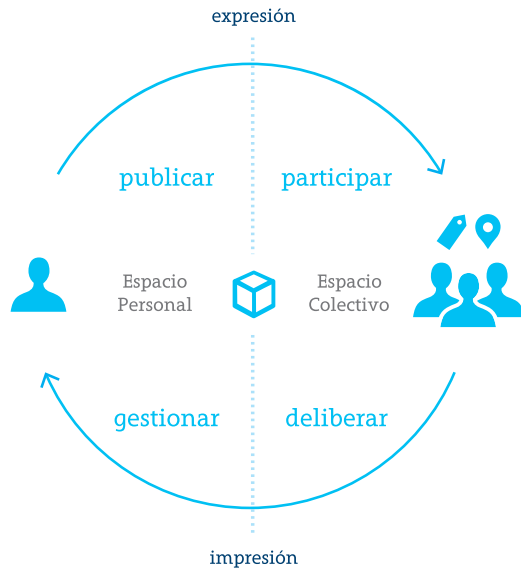 expresión
publicar
participar
Espacio
Personal
Espacio
Colectivo
gestionar
deliberar
impresión